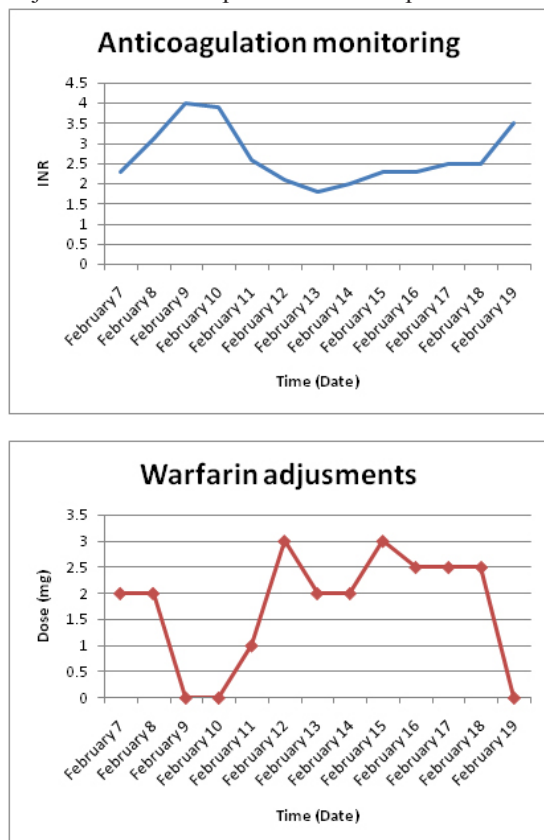 Anticoagulation monitoring
4.5
4
3.5
3
2.5
2
1.5
1
0.5
0
INR
February 7
February 8
February 9
February 10
February 11
February 12
February 13
February 14
February 15
February 16
February 17
February 18
February 19
Time (Date)
Warfarin adjusments
3.5
3
2.5
2
1.5
1
0.5
0
Dose (mg)
February 7
February 8
February 9
February 10
February 11
February 12
February 13
February 14
February 15
February 16
February 17
February 18
February 19
Time (Date)